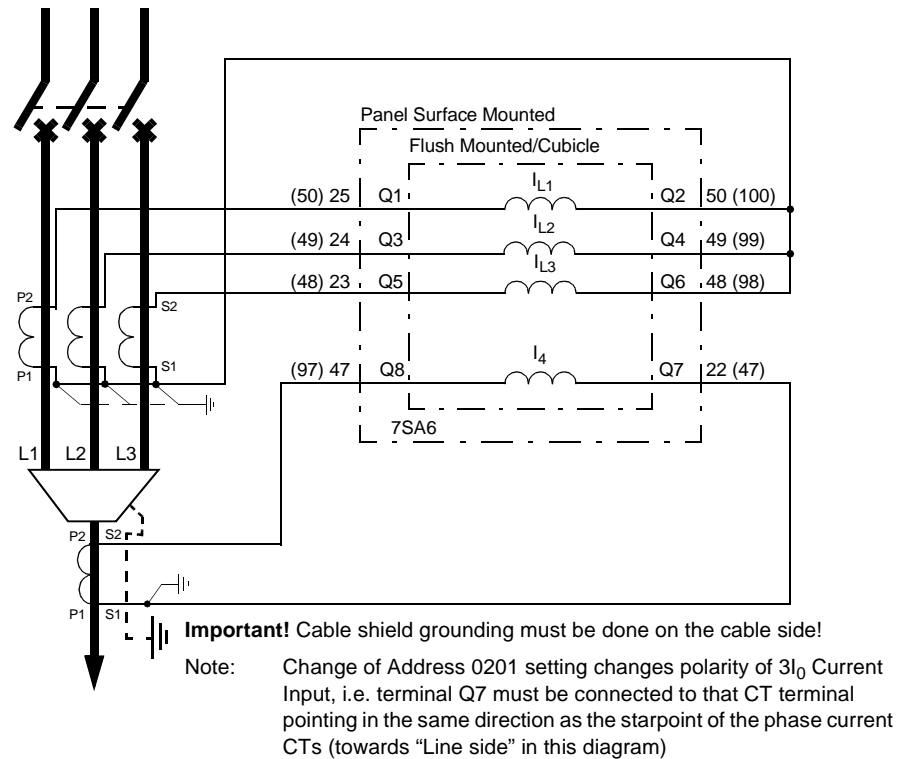 Panel Surface Mounted
Flush Mounted/Cubicle
(50) 25 Q1 IL1 Q2 50 (100)
(49) 24 Q3 IL2 Q4 49 (99)
(48) 23 Q5 IL3 Q6 48 (98)
P2 S2
P1 S1
(97) 47 Q8 I4 Q7 22 (47)
7SA6
L1 L2 L3
P2 S2
P1 S1
Important! Cable shield grounding must be done on the cable side!
Note: Change of Address 0201 setting changes polarity of 3I0 Current
Input, i.e. terminal Q7 must be connected to that CT terminal
pointing in the same direction as the starpoint of the phase current
CTs (towards “Line side” in this diagram)